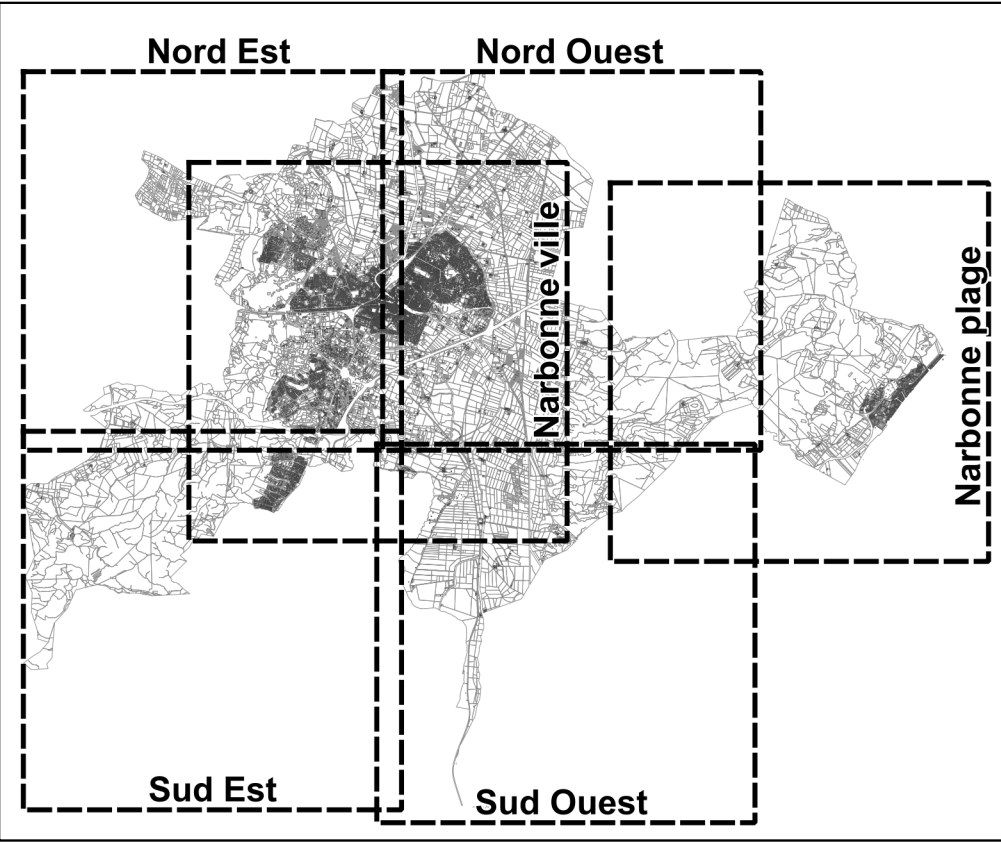 Nord Est
Nord Ouest
Narbonne ville
Narbonne plage
Sud Est
Sud Ouest